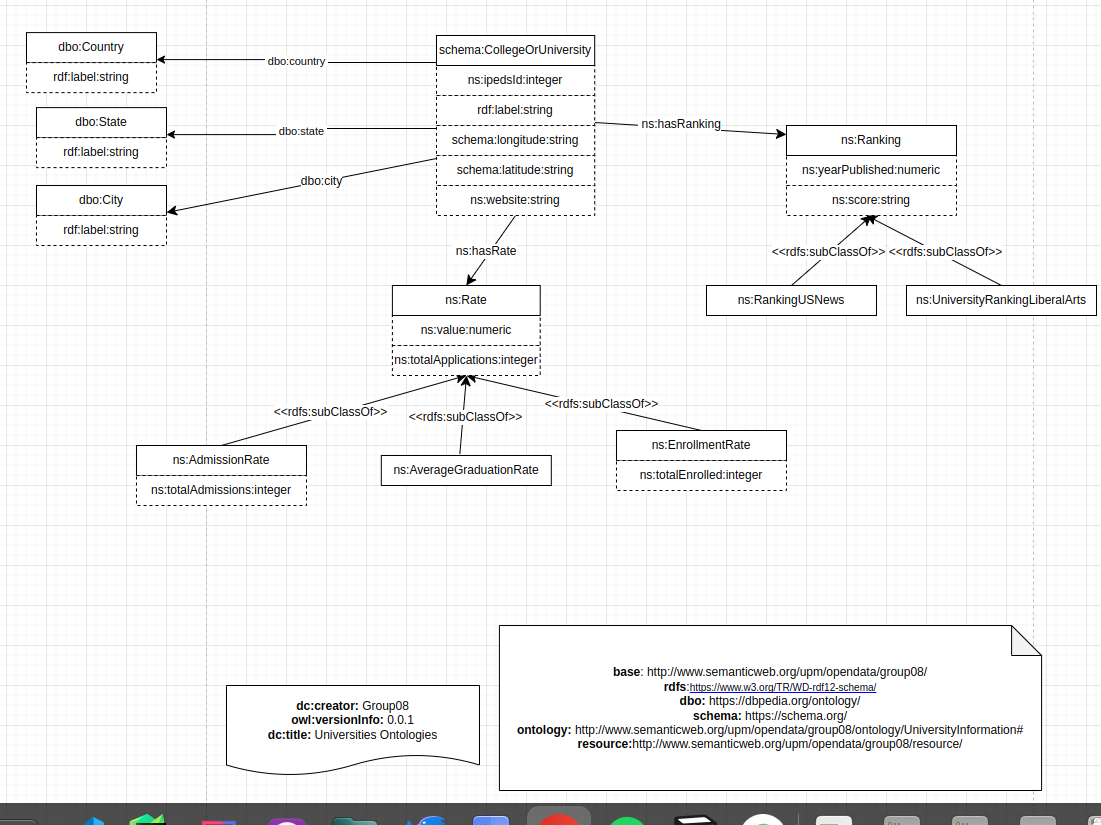 dbo:Country
rdf:label:string
dbo:country
schema:CollegeOrUniversity
ns:ipedsId:integer
rdf:label:string
schema:longitude:string
schema:latitude:string
ns:website:string
dbo:State
rdf:label:string
dbo:state
dbo:City
rdf:label:string
dbo:city
ns:hasRanking
ns:Ranking
ns:yearPublished:numeric
ns:score:string
<<rdfs:subClassOf>>
<<rdfs:subClassOf>>
ns:RankingUSNews
ns:UniversityRankingLiberalArts
ns:hasRate
ns:Rate
ns:value:numeric
ns:totalApplications:integer
<<rdfs:subClassOf>>
<<rdfs:subClassOf>>
<<rdfs:subClassOf>>
ns:AdmissionRate
ns:totalAdmissions:integer
ns:AverageGraduationRate
ns:EnrollmentRate
ns:totalEnrolled:integer
dc:creator: Group08
owl:versionInfo: 0.0.1
dc:title: Universities Ontologies
base: http://www.semanticweb.org/upm/opendata/group08/
rdfs:https://www.w3.org/TR/WD-rdf12-schema/
dbo: https://dbpedia.org/ontology/
schema: https://schema.org/
ontology: http://www.semanticweb.org/upm/opendata/group08/ontology/UniversityInformation#
resource:http://www.semanticweb.org/upm/opendata/group08/resource/